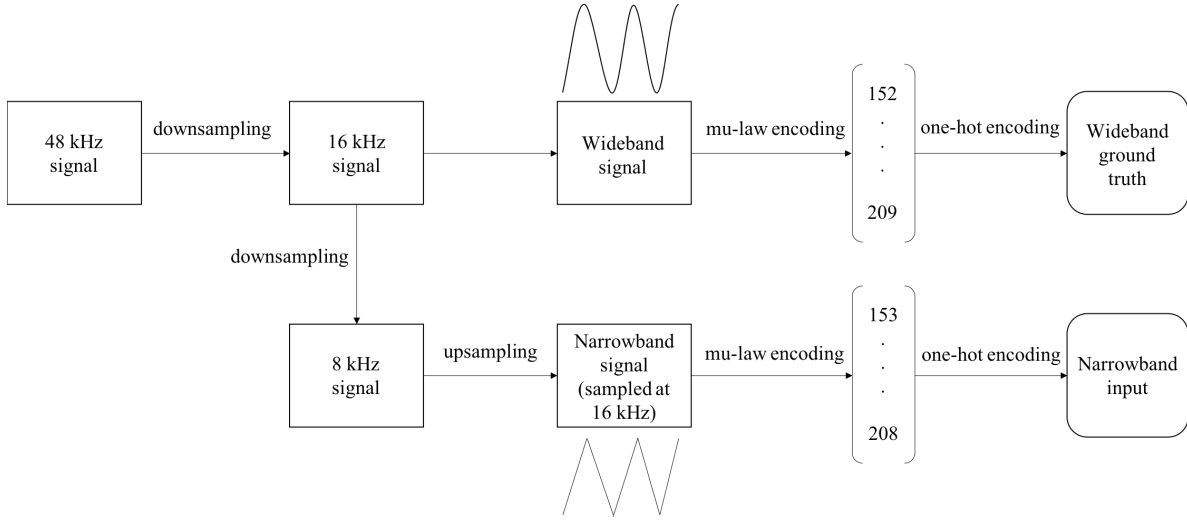 48 kHz
signal
downsampling
16 kHz
signal
Wideband
signal
mu-law encoding
152
.
.
.
.
209
one-hot encoding
Wideband
ground
truth
downsampling
8 kHz
signal
upsampling
Narrowband
signal
(sampled at
16 kHz)
mu-law encoding
153
.
.
.
.
208
one-hot encoding
Narrowband
input